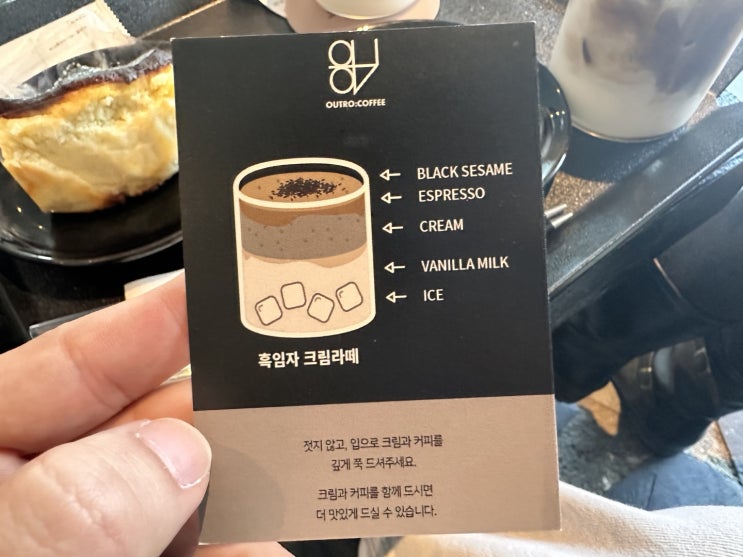 OUTRO:COFFEE
BLACK SESAME
ESPRESSO
CREAM
VANILLA MILK
ICE
흑임자 크림라떼
젓지 않고, 입으로 크림과 커피를
깊게 쭉 드셔주세요.
크림과 커피를 함께 드시면
더 맛있게 드실 수 있습니다.